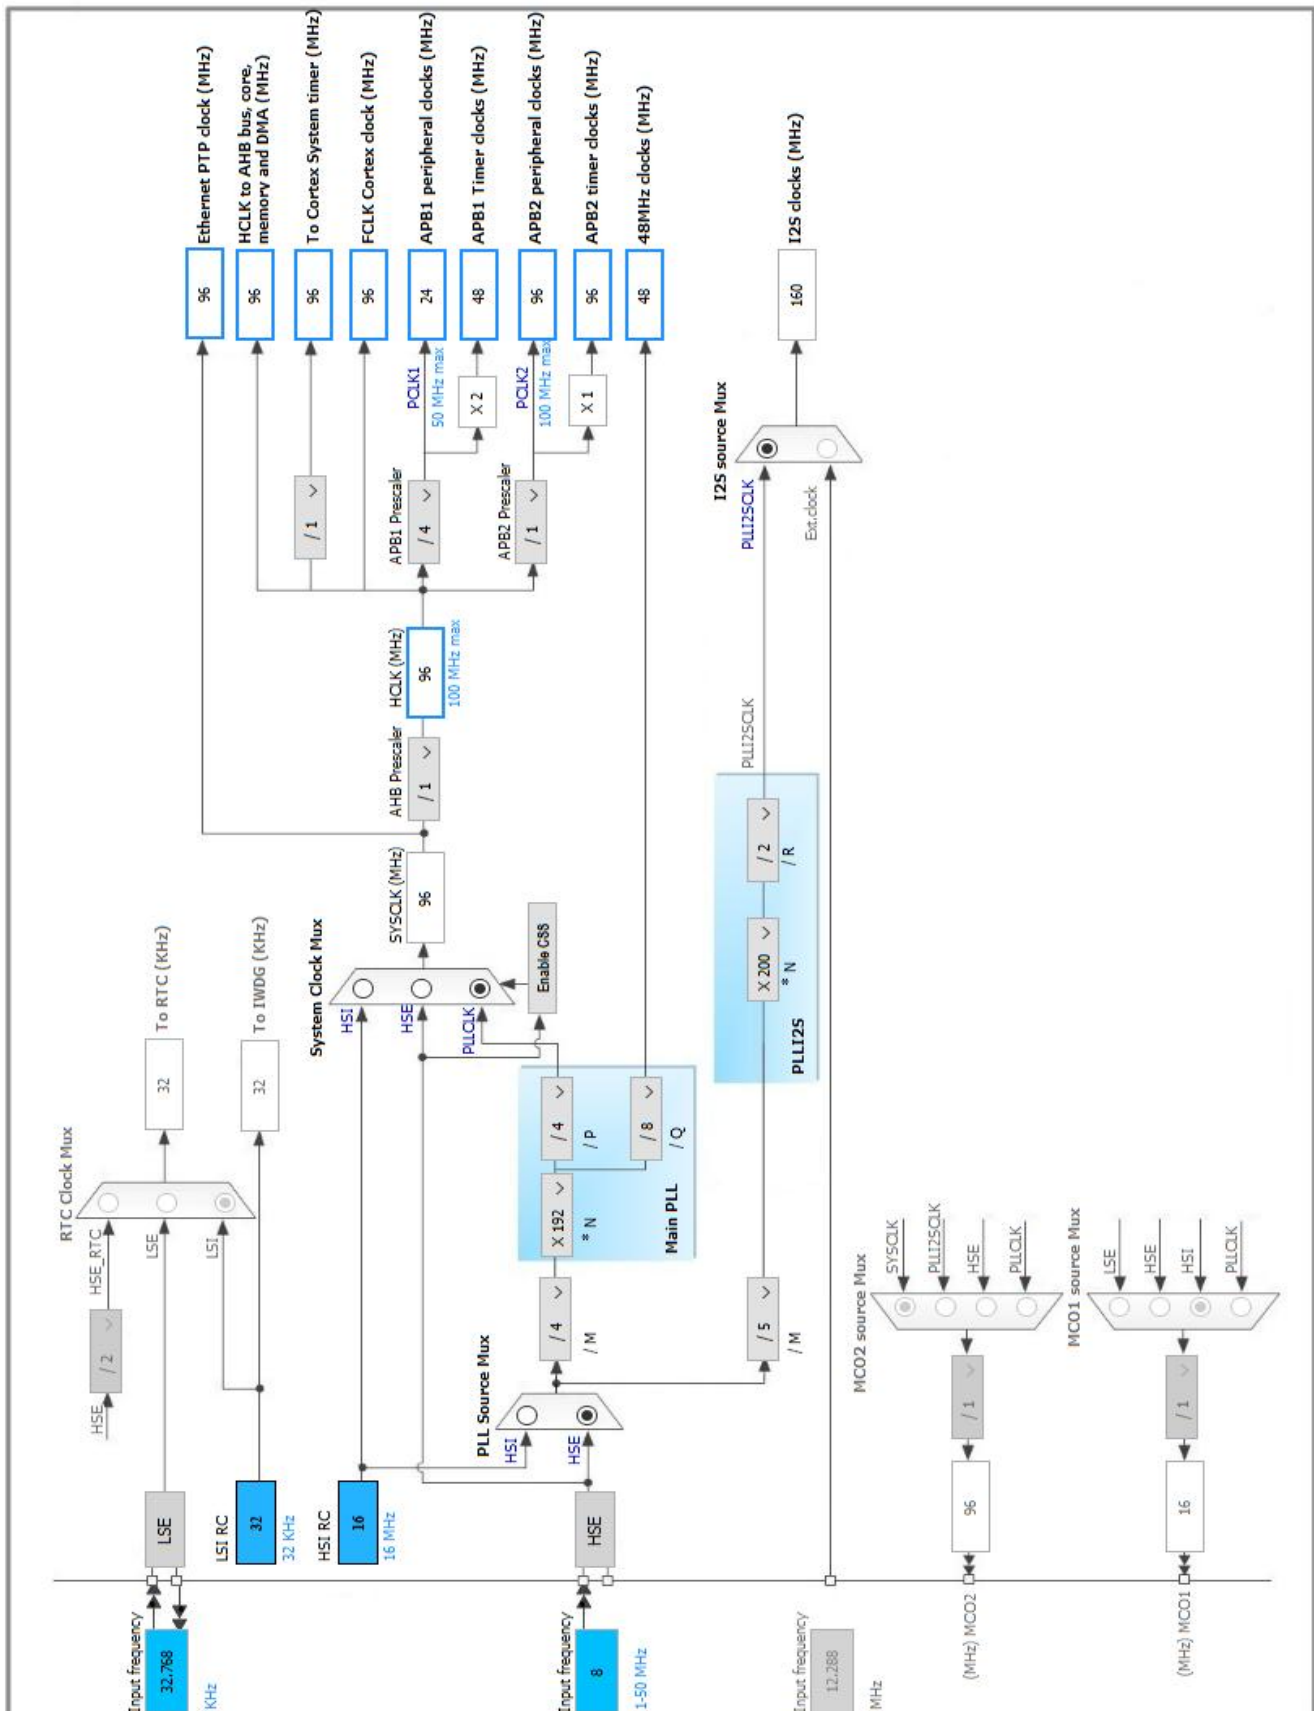 Input frequency
32.768
KHz
LSE
LSI RC
32
32 KHz
HSI RC
16
16 MHz
Input frequency
8
1-50 MHz
HSE
Input frequency
12.288
MHz
HSE
/ 2
HSE_RTC
LSE
LSI
RTC Clock Mux
32
To RTC (KHz)
32
To IWDG (KHz)
PLL Source Mux
HSI
HSE
/ 4
/ M
/ 5
/ M
X 192
* N
/ 4
/ P
/ 8
/ Q
Main PLL
System Clock Mux
HSI
HSE
PLLCLK
Enable CSS
SYSCLK (MHz)
96
AHB Prescaler
/ 1
HCLK (MHz)
96
100 MHz max
/ 1
APB1 Prescaler
/ 4
PCLK1
50 MHz max
X 2
APB2 Prescaler
/ 1
PCLK2
100 MHz max
X 1
96
Ethernet PTP clock (MHz)
96
HCLK to AHB bus, core,
memory and DMA (MHz)
96
To Cortex System timer (MHz)
96
FCLK Cortex clock (MHz)
24
APB1 peripheral clocks (MHz)
48
APB1 Timer clocks (MHz)
96
APB2 peripheral clocks (MHz)
96
APB2 timer clocks (MHz)
48
48MHz clocks (MHz)
X 200
* N
/ 2
/ R
PLLI2S
PLLI2SCLK
I2S source Mux
PLLI2SCLK
Ext.clock
160
I2S clocks (MHz)
MCO2 source Mux
SYSCLK
PLLI2SCLK
HSE
PLLCLK
/ 1
96
(MHz) MCO2
MCO1 source Mux
LSE
HSE
HSI
PLLCLK
/ 1
16
(MHz) MCO1